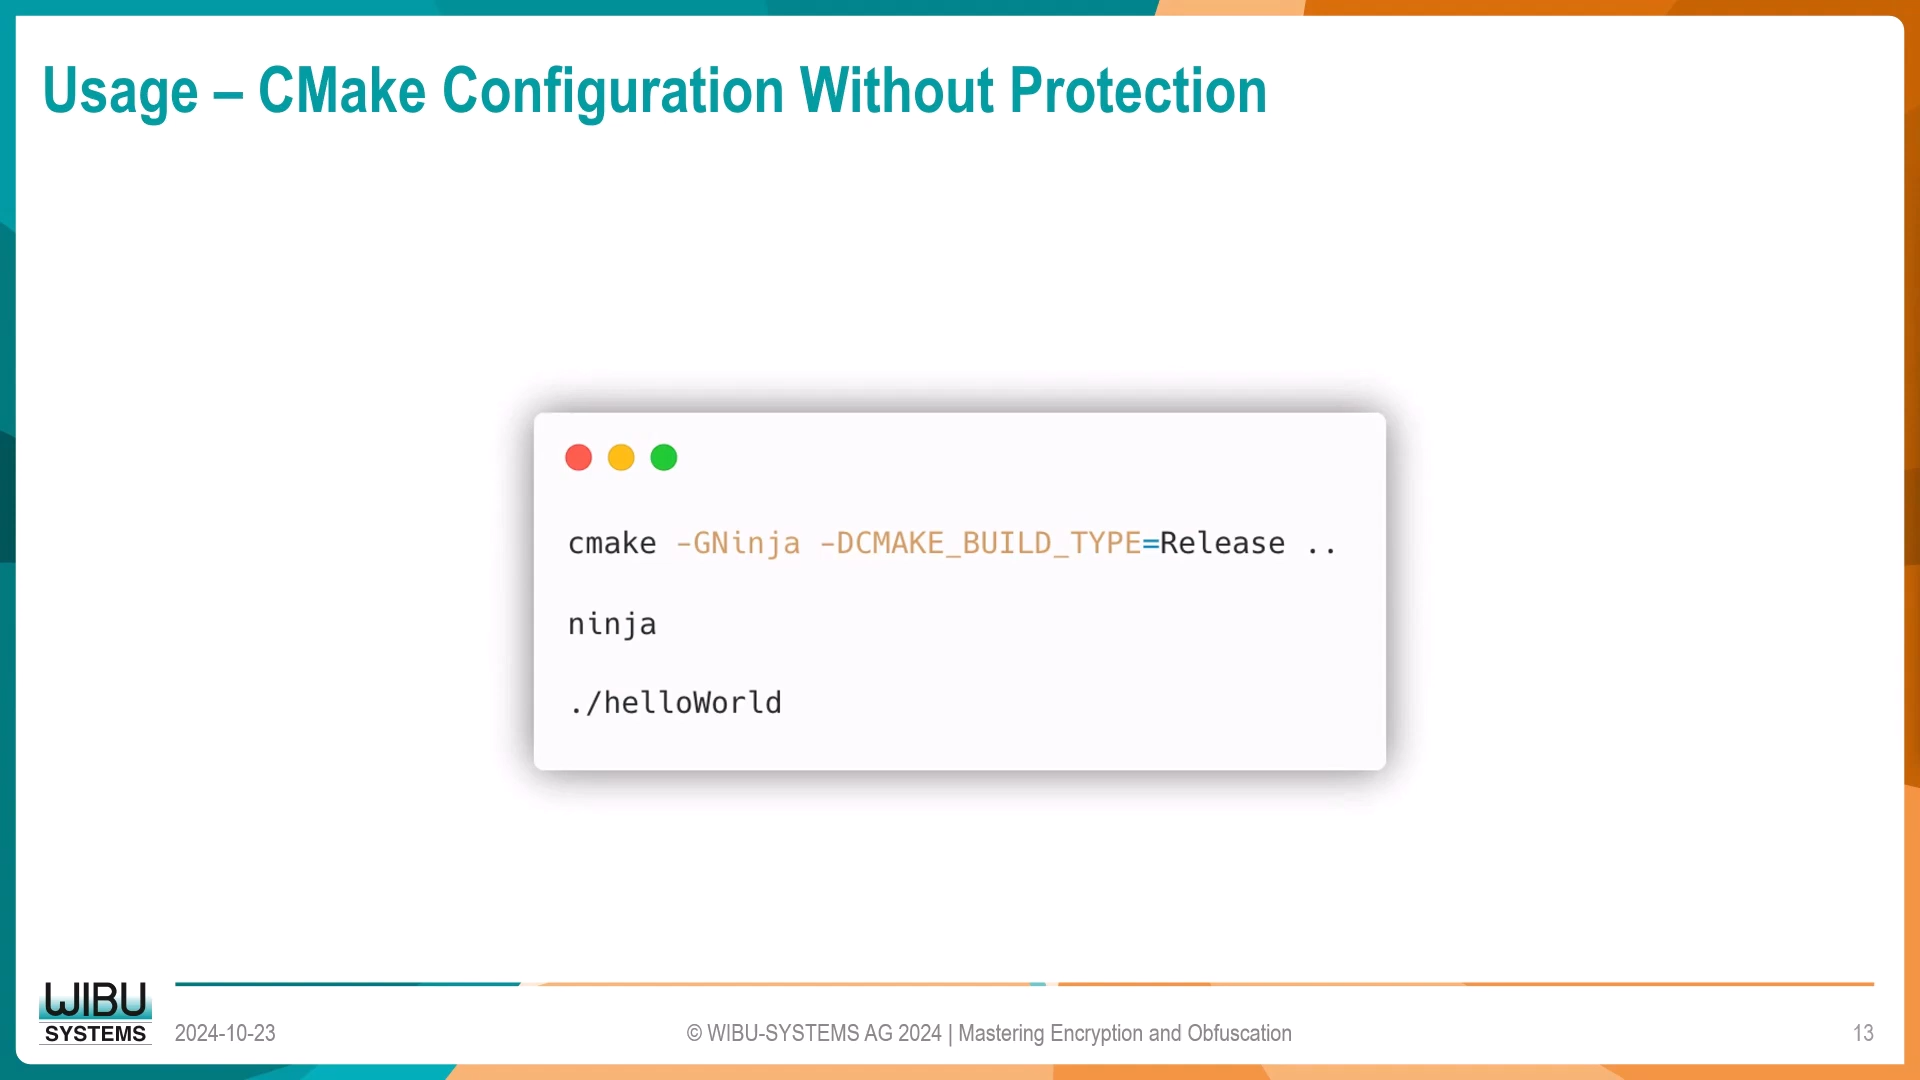 Usage – CMake Configuration Without Protection
cmake -GNinja -DCMAKE_BUILD_TYPE=Release ..
ninja
./helloWorld
WIBU
SYSTEMS
2024-10-23
© WIBU-SYSTEMS AG 2024 | Mastering Encryption and Obfuscation
13